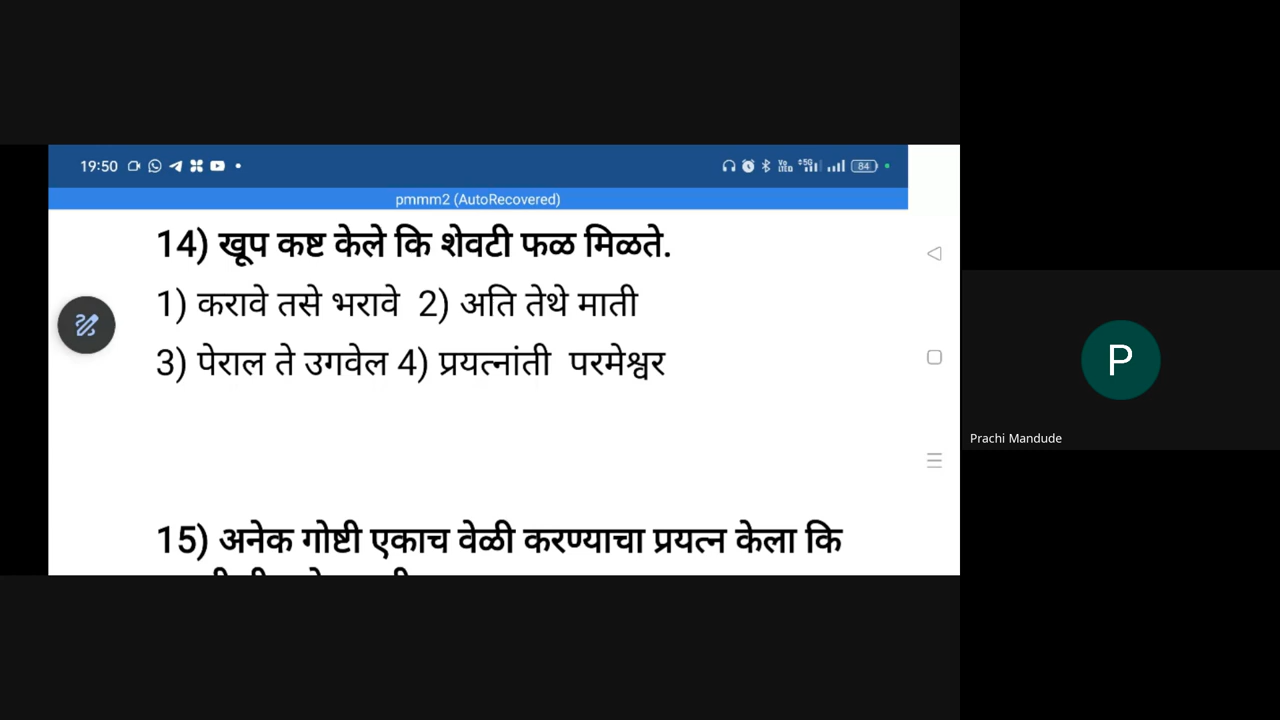 19:50
84
pmmm2 (AutoRecovered)
14) खूप कष्ट केले कि शेवटी फळ मिळते.
1) करावे तसे भरावे 2) अति तेथे माती
3) पेराल ते उगवेल 4) प्रयत्नांती परमेश्वर
15) अनेक गोष्टी एकाच वेळी करण्याचा प्रयत्न केला कि
P
Prachi Mandude